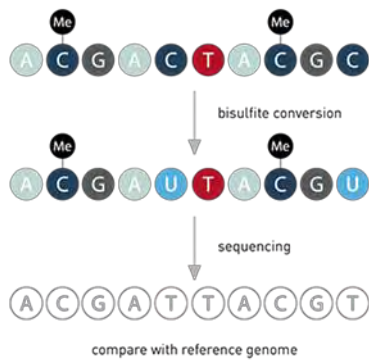 Me Me
A C G A C T A C G C
bisulfite conversion
Me Me
A C G A U T A C G U
sequencing
A C G A T T A C G T
compare with reference genome